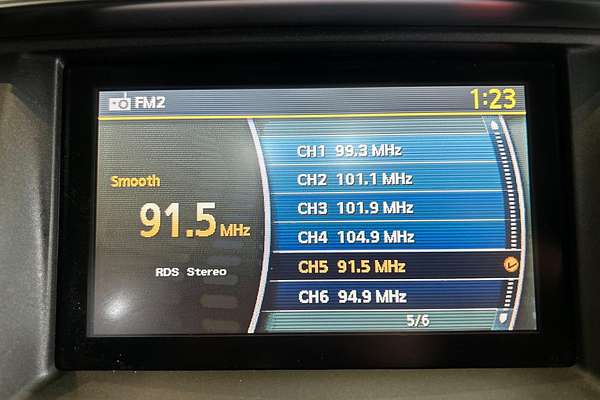 FM2 1:23
Smooth
91.5 MHz
RDS Stereo
CH1 99.3 MHz
CH2 101.1 MHz
CH3 101.9 MHz
CH4 104.9 MHz
CH5 91.5 MHz
CH6 94.9 MHz
5/6